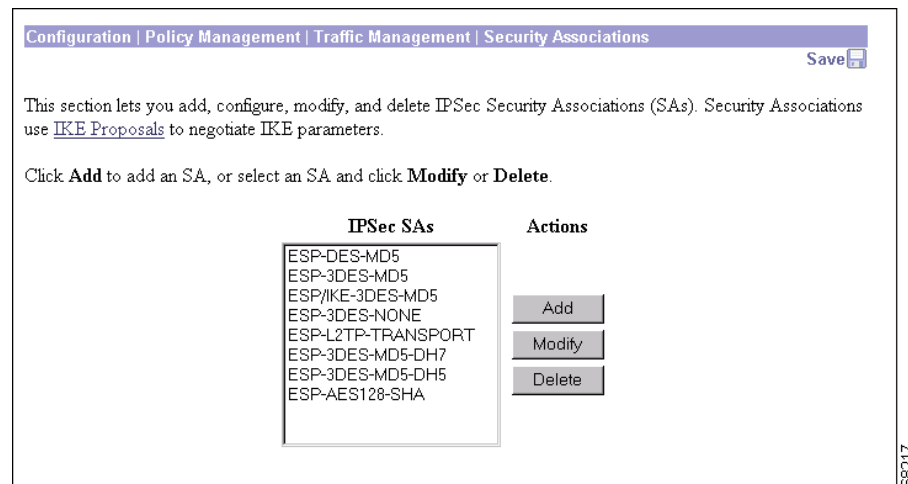 Configuration | Policy Management | Traffic Management | Security Associations
Save
This section lets you add, configure, modify, and delete IPSec Security Associations (SAs). Security Associations
use IKE Proposals to negotiate IKE parameters.
Click Add to add an SA, or select an SA and click Modify or Delete.
IPSec SAs
Actions
ESP-DES-MD5
ESP-3DES-MD5
ESP/IKE-3DES-MD5
ESP-3DES-NONE
ESP-L2TP-TRANSPORT
ESP-3DES-MD5-DH7
ESP-3DES-MD5-DH5
ESP-AES128-SHA
Add
Modify
Delete
68217